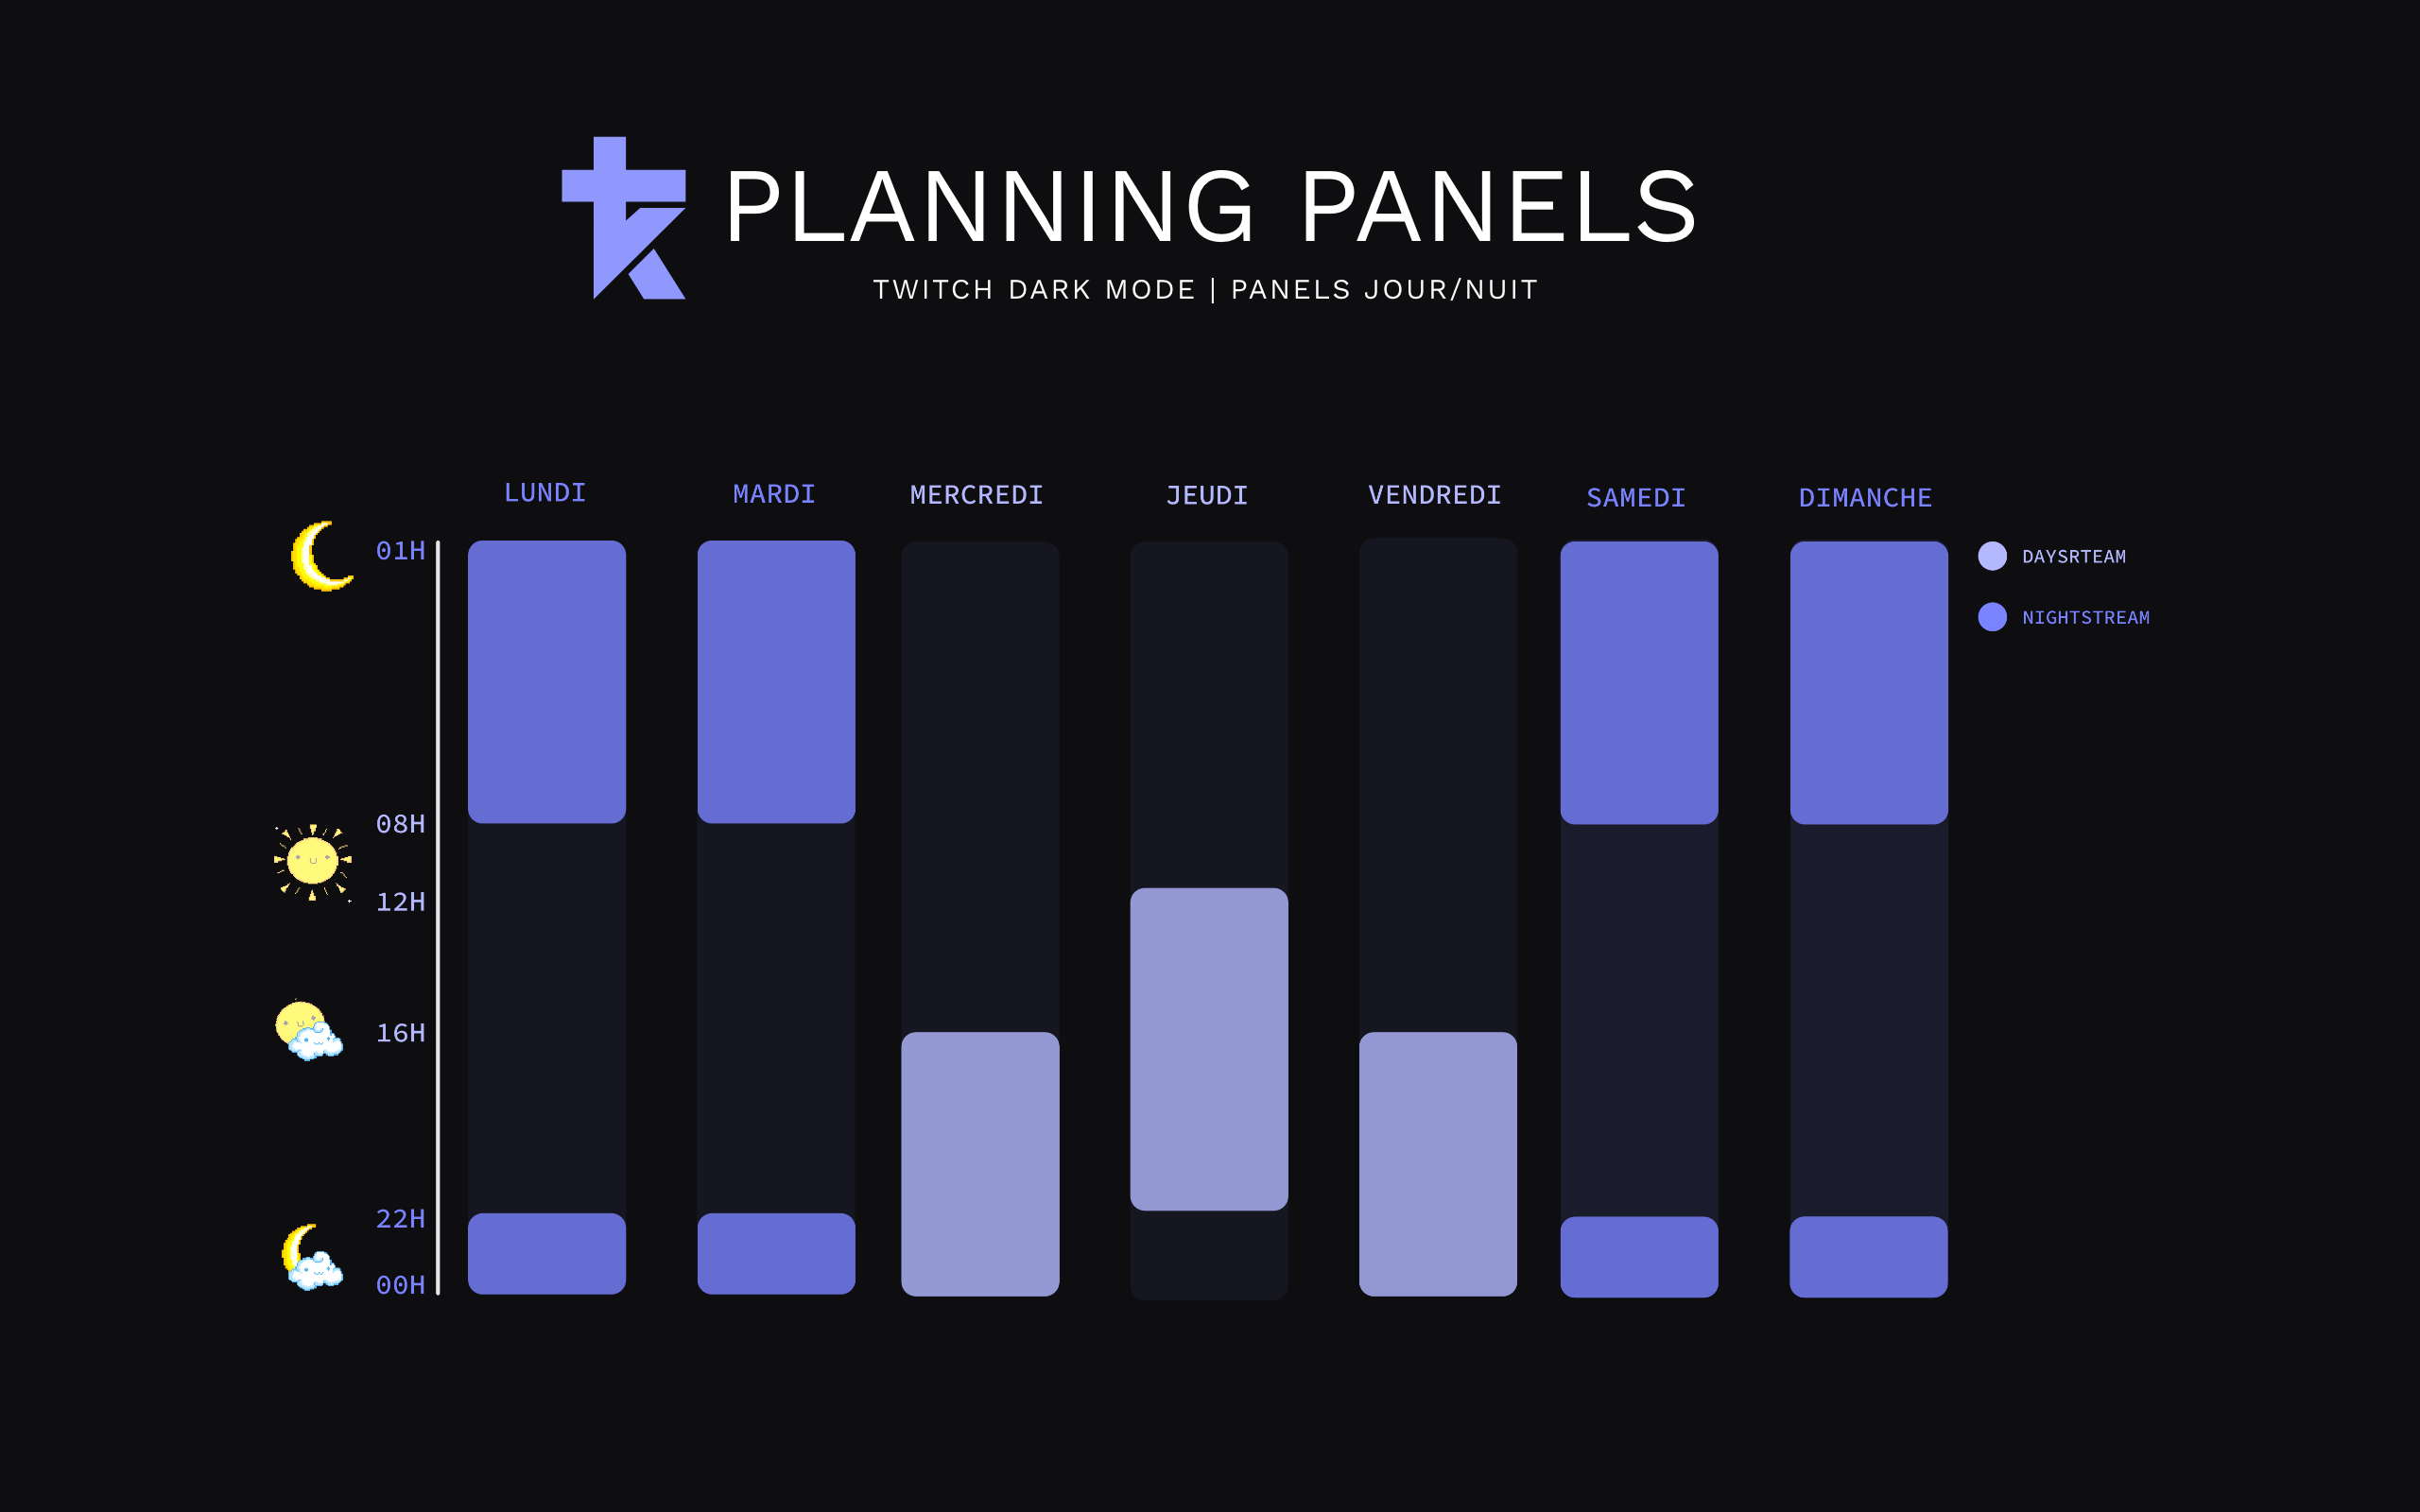 PLANNING PANELS
TWITCH DARK MODE | PANELS JOUR/NUIT
LUNDI MARDI MERCREDI JEUDI VENDREDI SAMEDI DIMANCHE
01H
DAYSRTEAM
NIGHTSTREAM
08H
12H
16H
22H
00H